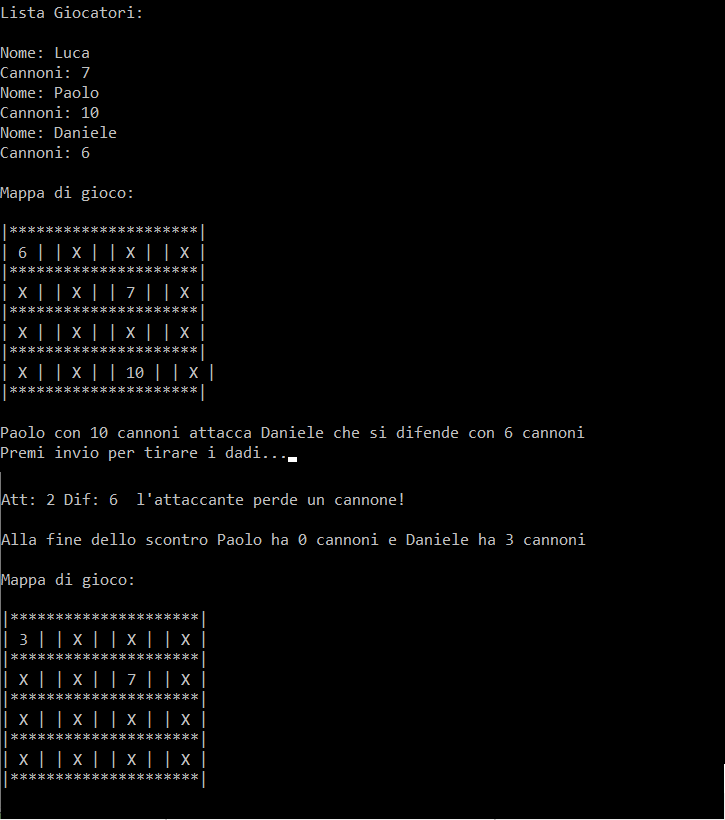 Lista Giocatori:
Nome: Luca
Cannoni: 7
Nome: Paolo
Cannoni: 10
Nome: Daniele
Cannoni: 6
Mappa di gioco:
|*********************|
| 6 | | X | | X | | X |
|*********************|
| X | | X | | 7 | | X |
|*********************|
| X | | X | | X | | X |
|*********************|
| X | | X | | 10 | | X |
|*********************|
Paolo con 10 cannoni attacca Daniele che si difende con 6 cannoni
Premi invio per tirare i dadi...
Att: 2 Dif: 6  l'attaccante perde un cannone!
Alla fine dello scontro Paolo ha 0 cannoni e Daniele ha 3 cannoni
Mappa di gioco:
|*********************|
| 3 | | X | | X | | X |
|*********************|
| X | | X | | 7 | | X |
|*********************|
| X | | X | | X | | X |
|*********************|
| X | | X | | X | | X |
|*********************|